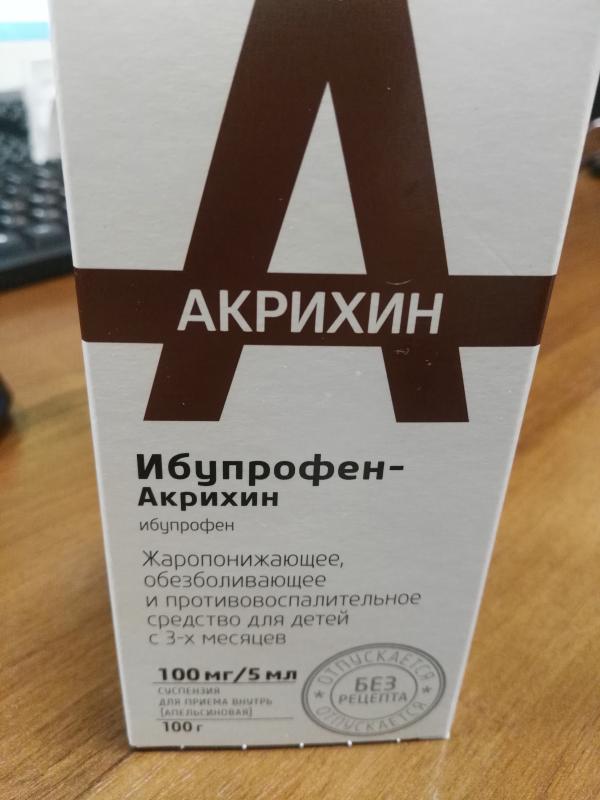 АКРИХИН
Ибупрофен-
Акрихин
ибупрофен
Жаропонижающее,
обезболивающее
и противовоспалительное
средство для детей
с 3-х месяцев
100 мг/5 мл
СУСПЕНЗИЯ
ДЛЯ ПРИЕМА ВНУТРЬ
(АПЕЛЬСИНОВАЯ)
100 г
ОТПУСКАЕТСЯ
БЕЗ
РЕЦЕПТА
ОТПУСКАЕТСЯ